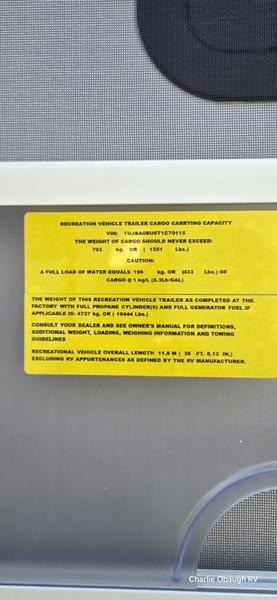 RECREATION VEHICLE TRAILER CARGO CARRYING CAPACITY
VIN: 1UJBA0BU6T1C70115
THE WEIGHT OF CARGO SHOULD NEVER EXCEED:
703 kg. OR ( 1551 Lbs.)
CAUTION:
A FULL LOAD OF WATER EQUALS 196 kg. OR (433 Lbs.) OF
CARGO @ 1 kg/L (8.3Lb/GAL)
THE WEIGHT OF THIS RECREATION VEHICLE TRAILER AS COMPLETED AT THE
FACTORY WITH FULL PROPANE CYLINDER(S) AND FULL GENERATOR FUEL IF
APPLICABLE IS: 4737 kg. OR ( 10444 Lbs.)
CONSULT YOUR DEALER AND SEE OWNER'S MANUAL FOR DEFINITIONS,
ADDITIONAL WEIGHT, LOADING, WEIGHING INFORMATION AND TOWING
GUIDELINES
RECREATIONAL VEHICLE OVERALL LENGTH 11.8 M ( 38 FT. 8.13 IN.)
EXCLUDING RV APPURTENANCES AS DEFINED BY THE RV MANUFACTURER.
Charlie Obaugh RV